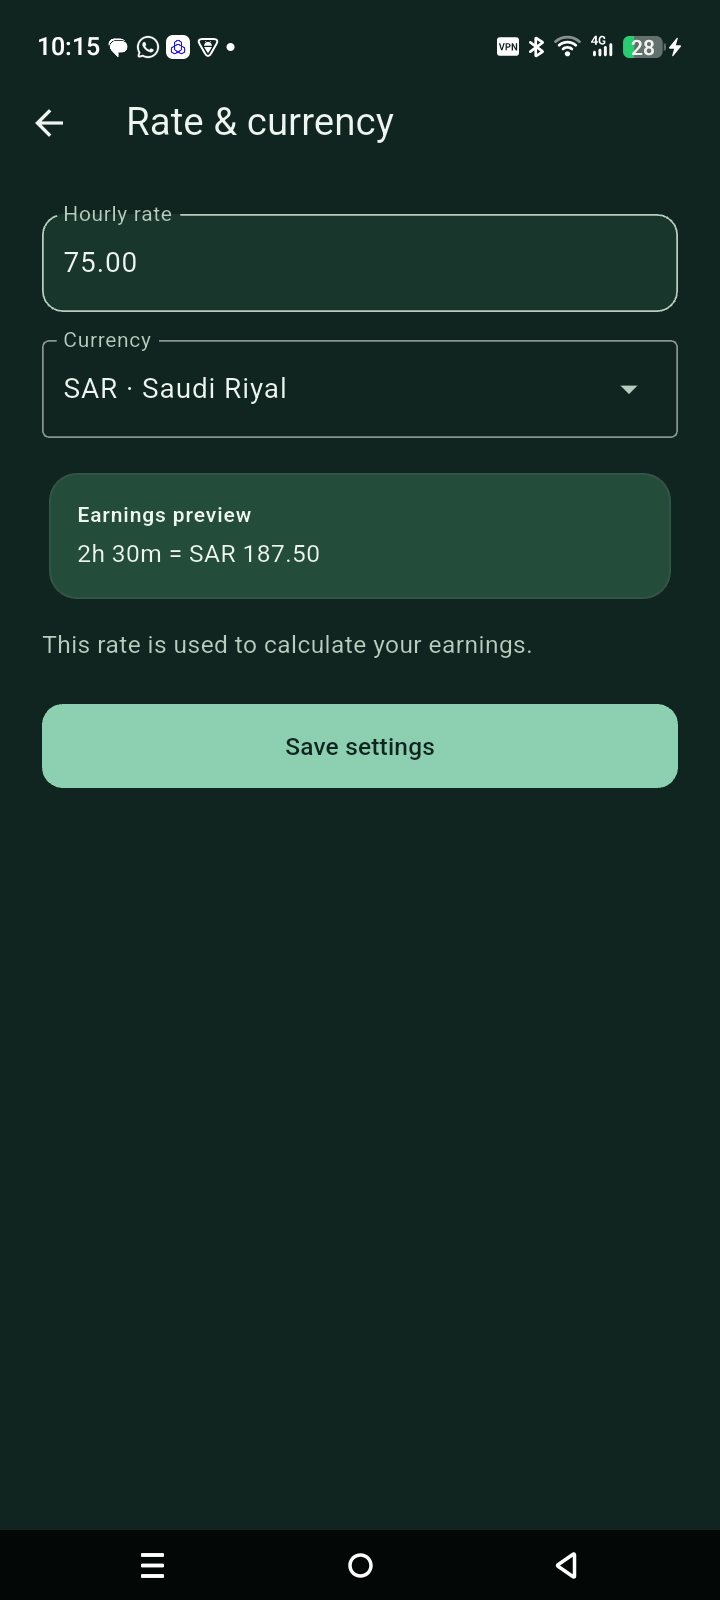 10:15
VPN
4G
28
Rate & currency
Hourly rate
75.00
Currency
SAR · Saudi Riyal
Earnings preview
2h 30m = SAR 187.50
This rate is used to calculate your earnings.
Save settings